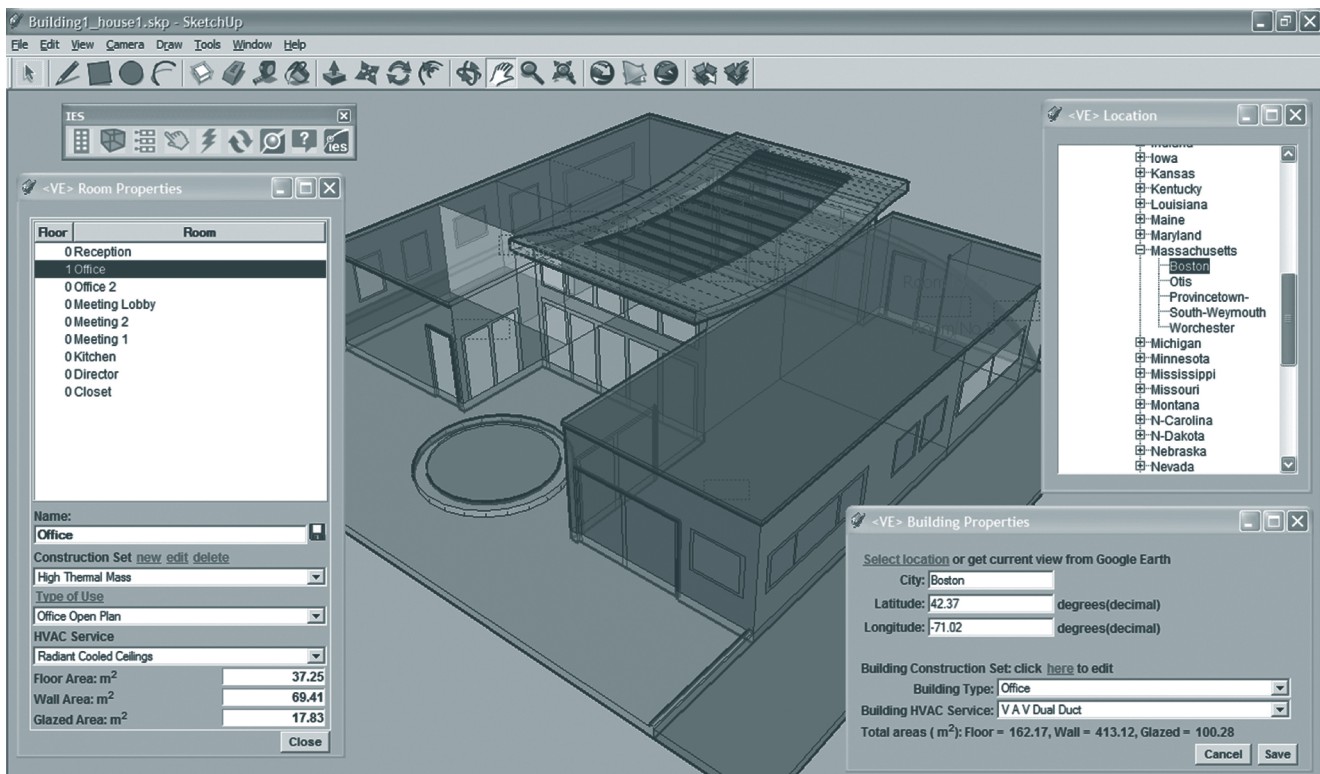 Building1_house1.skp - SketchUp
File Edit View Camera Draw Tools Window Help
IES
ies
<VE> Room Properties
Floor Room
0 Reception
1 Office
0 Office 2
0 Meeting Lobby
0 Meeting 2
0 Meeting 1
0 Kitchen
0 Director
0 Closet
Name:
Office
Construction Set new edit delete
High Thermal Mass
Type of Use
Office Open Plan
HVAC Service
Radiant Cooled Ceilings
Floor Area: m² 37.25
Wall Area: m² 69.41
Glazed Area: m² 17.83
Close
<VE> Location
Indiana
Iowa
Kansas
Kentucky
Louisiana
Maine
Maryland
Massachusetts
Boston
Otis
Provincetown-
South-Weymouth
Worchester
Michigan
Minnesota
Mississippi
Missouri
Montana
N-Carolina
N-Dakota
Nebraska
Nevada
<VE> Building Properties
Select location or get current view from Google Earth
City: Boston
Latitude: 42.37 degrees(decimal)
Longitude: -71.02 degrees(decimal)
Building Construction Set: click here to edit
Building Type: Office
Building HVAC Service: V A V Dual Duct
Total areas ( m²): Floor = 162.17, Wall = 413.12, Glazed = 100.28
Cancel Save